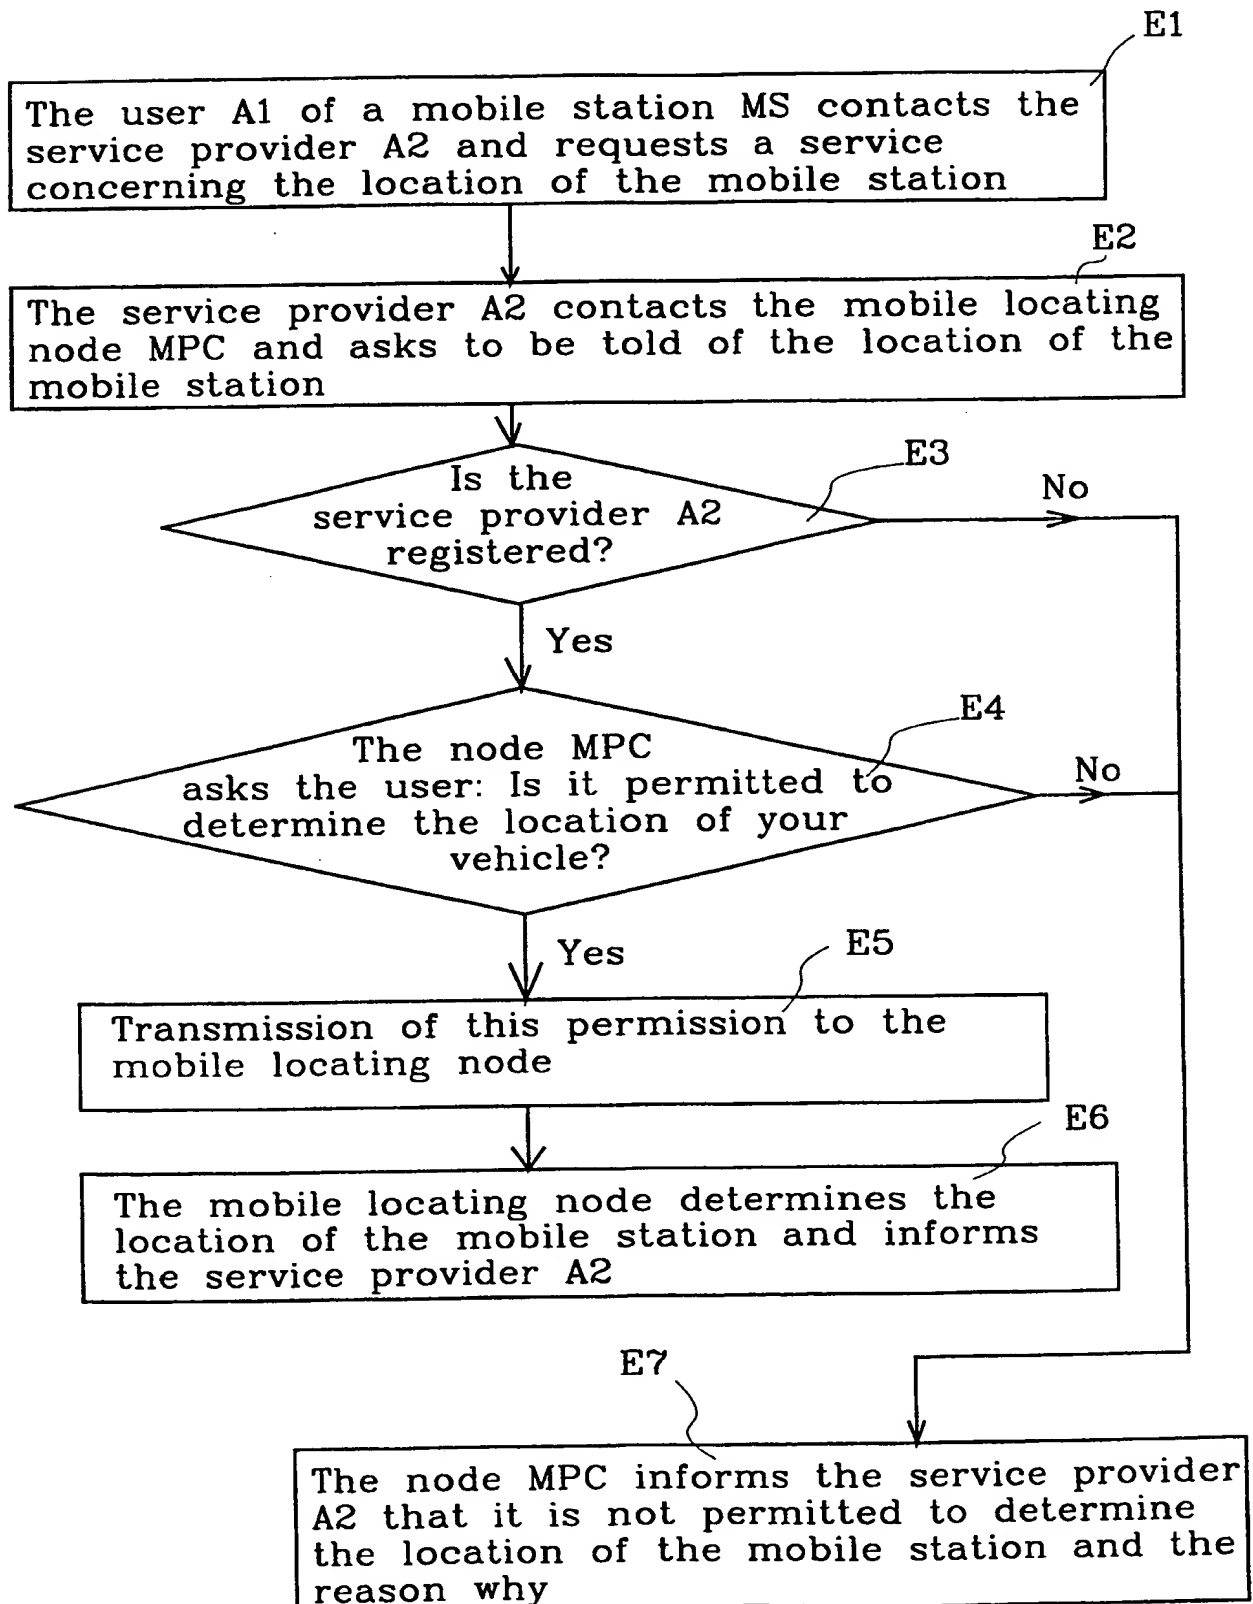 E1
The user A1 of a mobile station MS contacts the
service provider A2 and requests a service
concerning the location of the mobile station
E2
The service provider A2 contacts the mobile locating
node MPC and asks to be told of the location of the
mobile station
E3
Is the
service provider A2
registered?
No
Yes
E4
The node MPC
asks the user: Is it permitted to
determine the location of your
vehicle?
No
Yes
E5
Transmission of this permission to the
mobile locating node
E6
The mobile locating node determines the
location of the mobile station and informs
the service provider A2
E7
The node MPC informs the service provider
A2 that it is not permitted to determine
the location of the mobile station and the
reason why